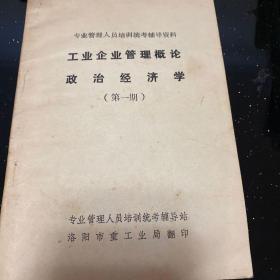 专业管理人员培训统考辅导资料
工业企业管理概论
政治经济学
（第一期）
专业管理人员培训统考辅导站
洛阳市重工业局翻印